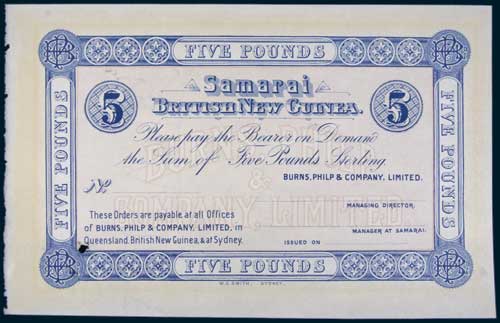 FIVE POUNDS
Samarai
BRITISH NEW GUINEA.
5 5
Please pay the Bearer on Demand
the Sum of Five Pounds Sterling
BURNS, PHILP & COMPANY, LIMITED.
No
BURNS, PHILP
&
COMPANY, LIMITED.
MANAGING DIRECTOR.
These Orders are payable at all Offices
of BURNS, PHILP & COMPANY, LIMITED, in
Queensland, British New Guinea, & at Sydney.
MANAGER AT SAMARAI.
ISSUED ON
FIVE POUNDS
FIVE POUNDS
FIVE POUNDS
W.E. SMITH, SYDNEY.